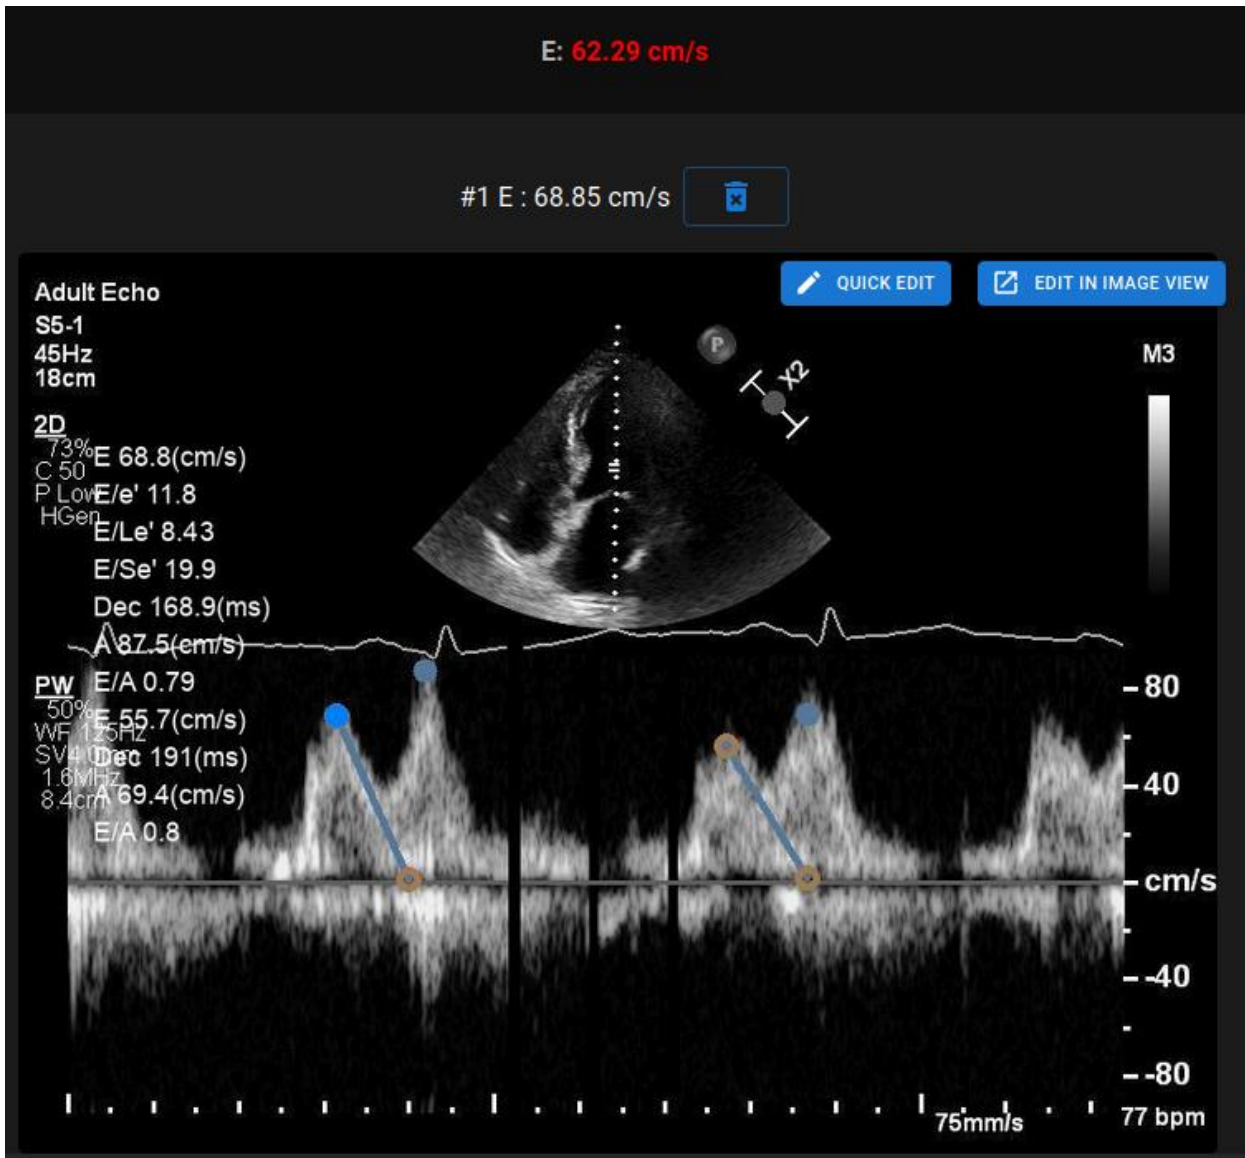 E: 62.29 cm/s
#1 E : 68.85 cm/s
QUICK EDIT
EDIT IN IMAGE VIEW
Adult Echo
S5-1
45Hz
18cm
P
X2
M3
2D
73%
C 50
P Low
HGen
E 68.8(cm/s)
E/e' 11.8
E/Le' 8.43
E/Se' 19.9
Dec 168.9(ms)
A 87.5(cm/s)
E/A 0.79
E 55.7(cm/s)
Dec 191(ms)
A 69.4(cm/s)
E/A 0.8
PW
50%
WF 125Hz
SV4.0mm
1.6MHz
8.4cm
80
40
cm/s
-40
-80
75mm/s
77 bpm